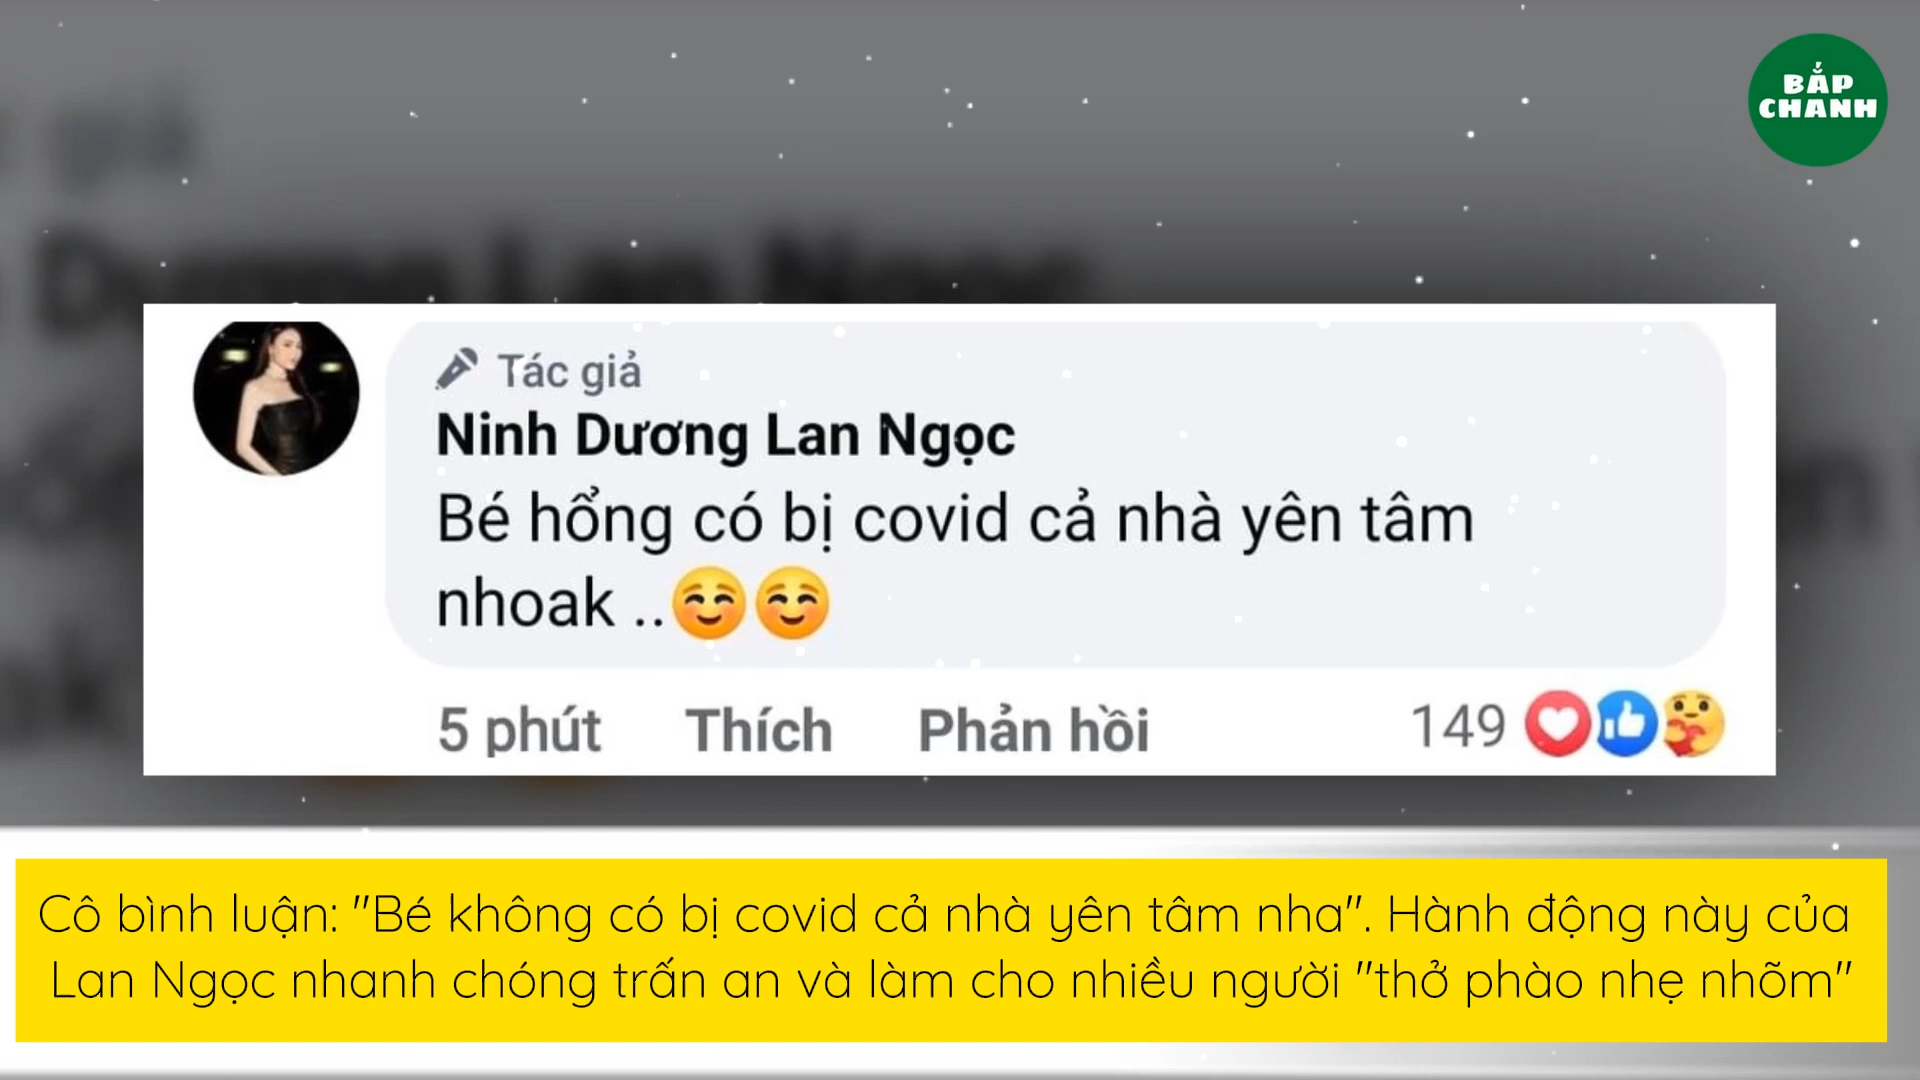 BẮP
CHANH
Tác giả
Ninh Dương Lan Ngọc
Bé hổng có bị covid cả nhà yên tâm
nhoak ..☺️☺️
5 phút Thích Phản hồi 149
Cô bình luận: "Bé không có bị covid cả nhà yên tâm nha". Hành động này của
Lan Ngọc nhanh chóng trấn an và làm cho nhiều người "thở phào nhẹ nhõm"